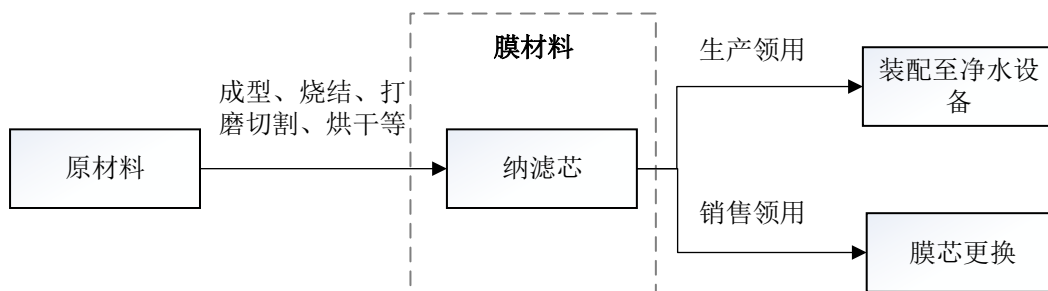 原材料
成型、烧结、打
磨切割、烘干等
膜材料
纳滤芯
生产领用
装配至净水设
备
销售领用
膜芯更换